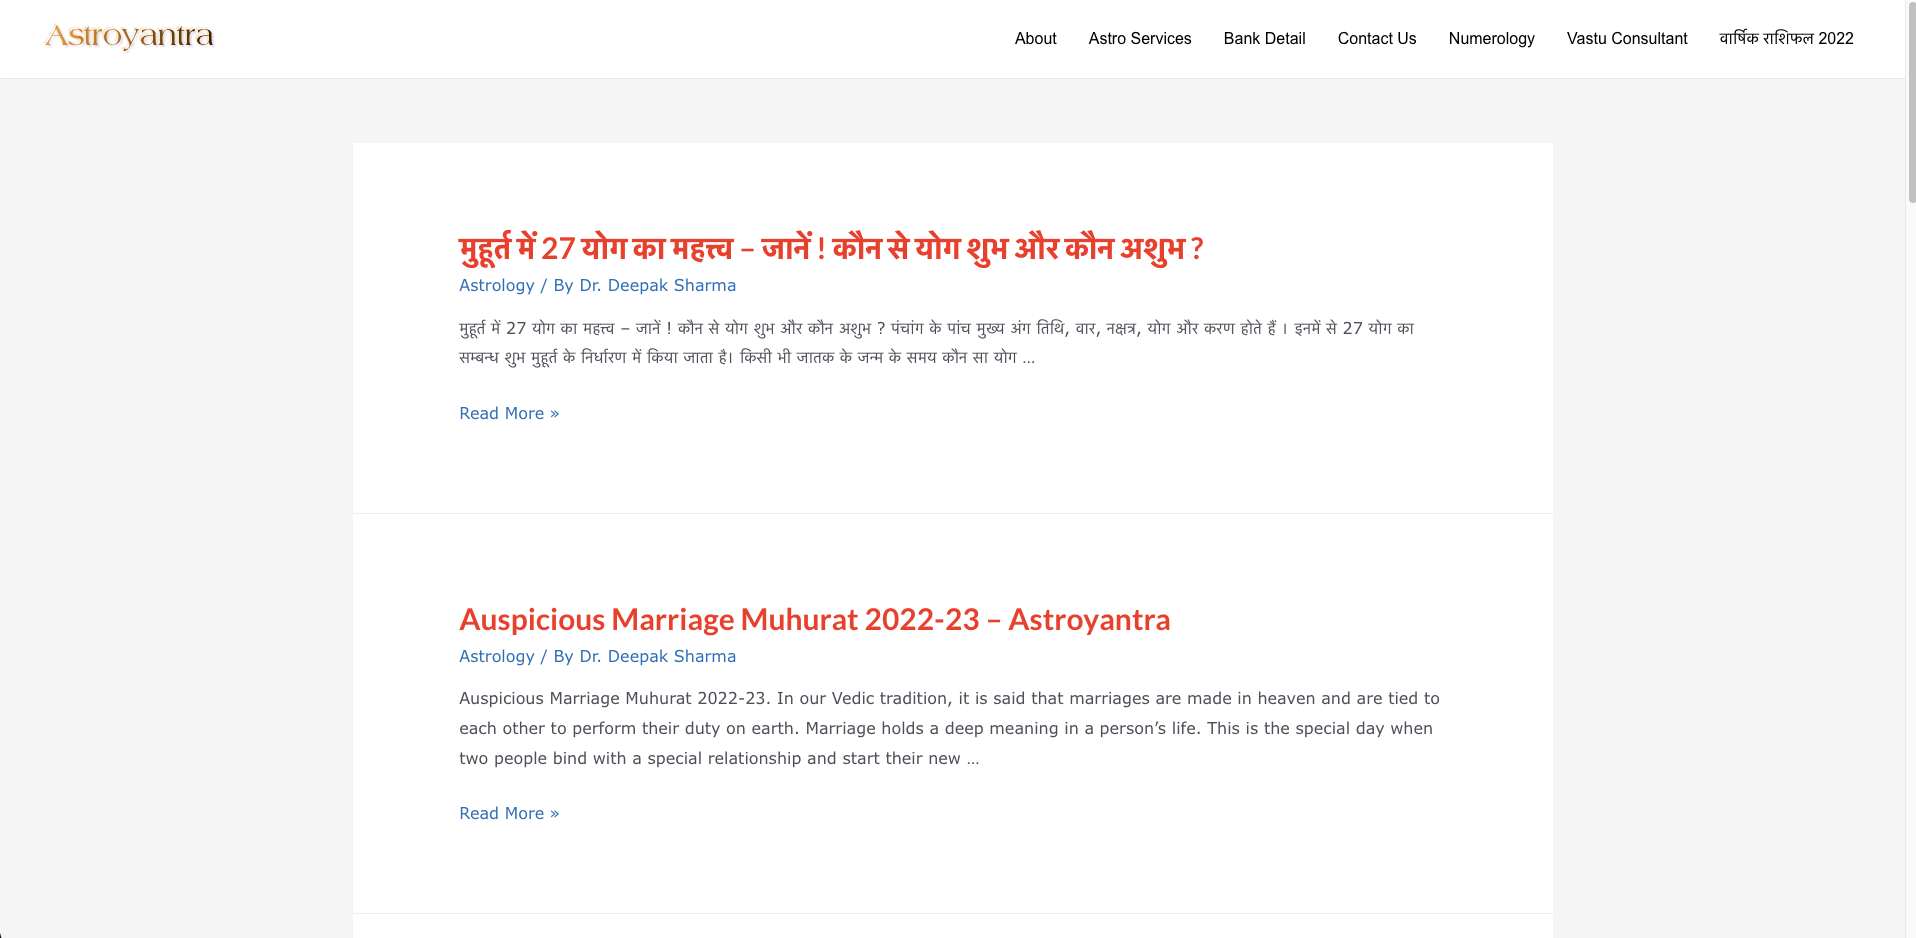 Astroyantra
About
Astro Services
Bank Detail
Contact Us
Numerology
Vastu Consultant
वार्षिक राशिफल 2022
मुहूर्त में 27 योग का महत्त्व – जानें ! कौन से योग शुभ और कौन अशुभ ?
Astrology / By Dr. Deepak Sharma
मुहूर्त में 27 योग का महत्त्व – जानें ! कौन से योग शुभ और कौन अशुभ ? पंचांग के पांच मुख्य अंग तिथि, वार, नक्षत्र, योग और करण होते हैं । इनमें से 27 योग का
सम्बन्ध शुभ मुहूर्त के निर्धारण में किया जाता है। किसी भी जातक के जन्म के समय कौन सा योग …
Read More »
Auspicious Marriage Muhurat 2022-23 – Astroyantra
Astrology / By Dr. Deepak Sharma
Auspicious Marriage Muhurat 2022-23. In our Vedic tradition, it is said that marriages are made in heaven and are tied to
each other to perform their duty on earth. Marriage holds a deep meaning in a person’s life. This is the special day when
two people bind with a special relationship and start their new …
Read More »